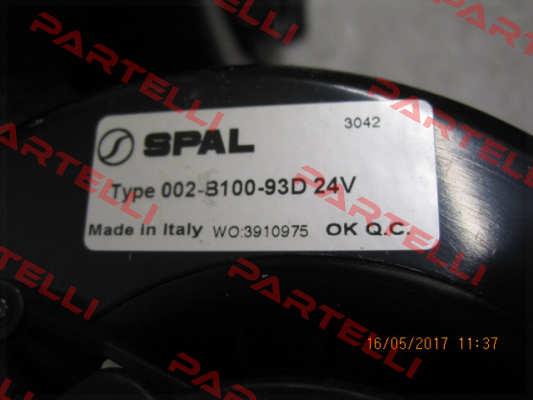 3042
SPAL
Type 002-B100-93D 24V
Made in Italy WO:3910975 OK Q.C.
16/05/2017 11:37
PARTELLI
PARTELLI
PARTELLI
PARTELLI
PARTELLI
PARTELLI